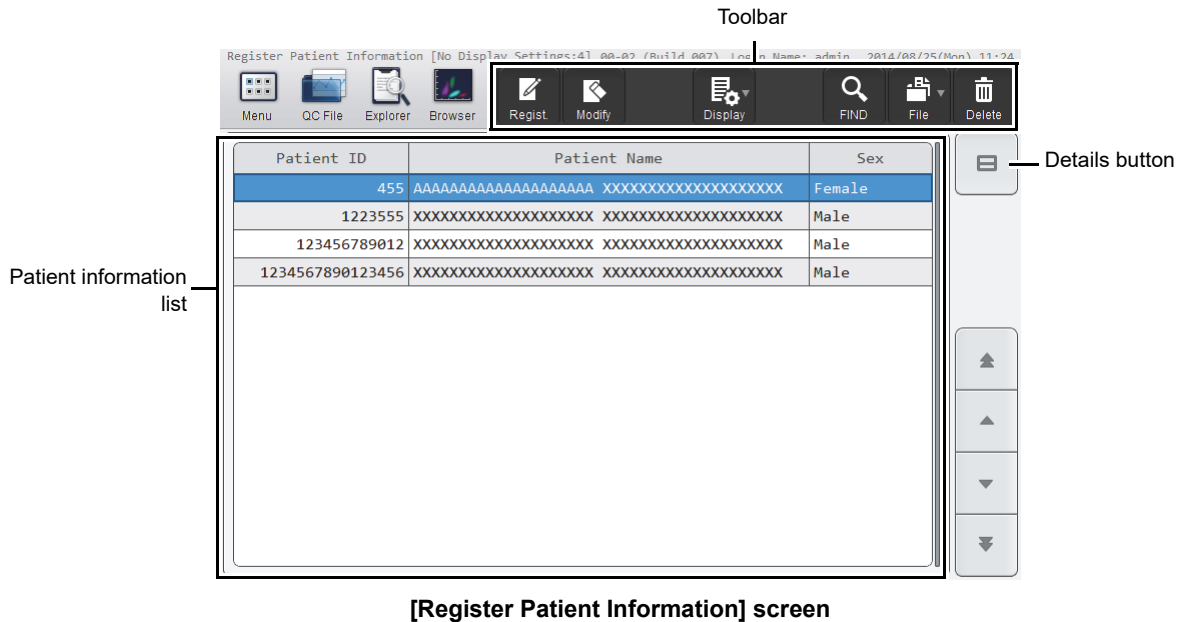 Toolbar
Register Patient Information [No Display Settings:4] 00-02 (Build 007) Login Name: admin 2014/08/25(Mon) 11:24
Menu QC File Explorer Browser Regist. Modify Display FIND File Delete
Patient ID Patient Name Sex
Details button
455 AAAAAAAAAAAAAAAAAAAA XXXXXXXXXXXXXXXXXXXX Female
1223555 XXXXXXXXXXXXXXXXXXXX XXXXXXXXXXXXXXXXXXXX Male
123456789012 XXXXXXXXXXXXXXXXXXXX XXXXXXXXXXXXXXXXXXXX Male
1234567890123456 XXXXXXXXXXXXXXXXXXXX XXXXXXXXXXXXXXXXXXXX Male
Patient information
list
[Register Patient Information] screen